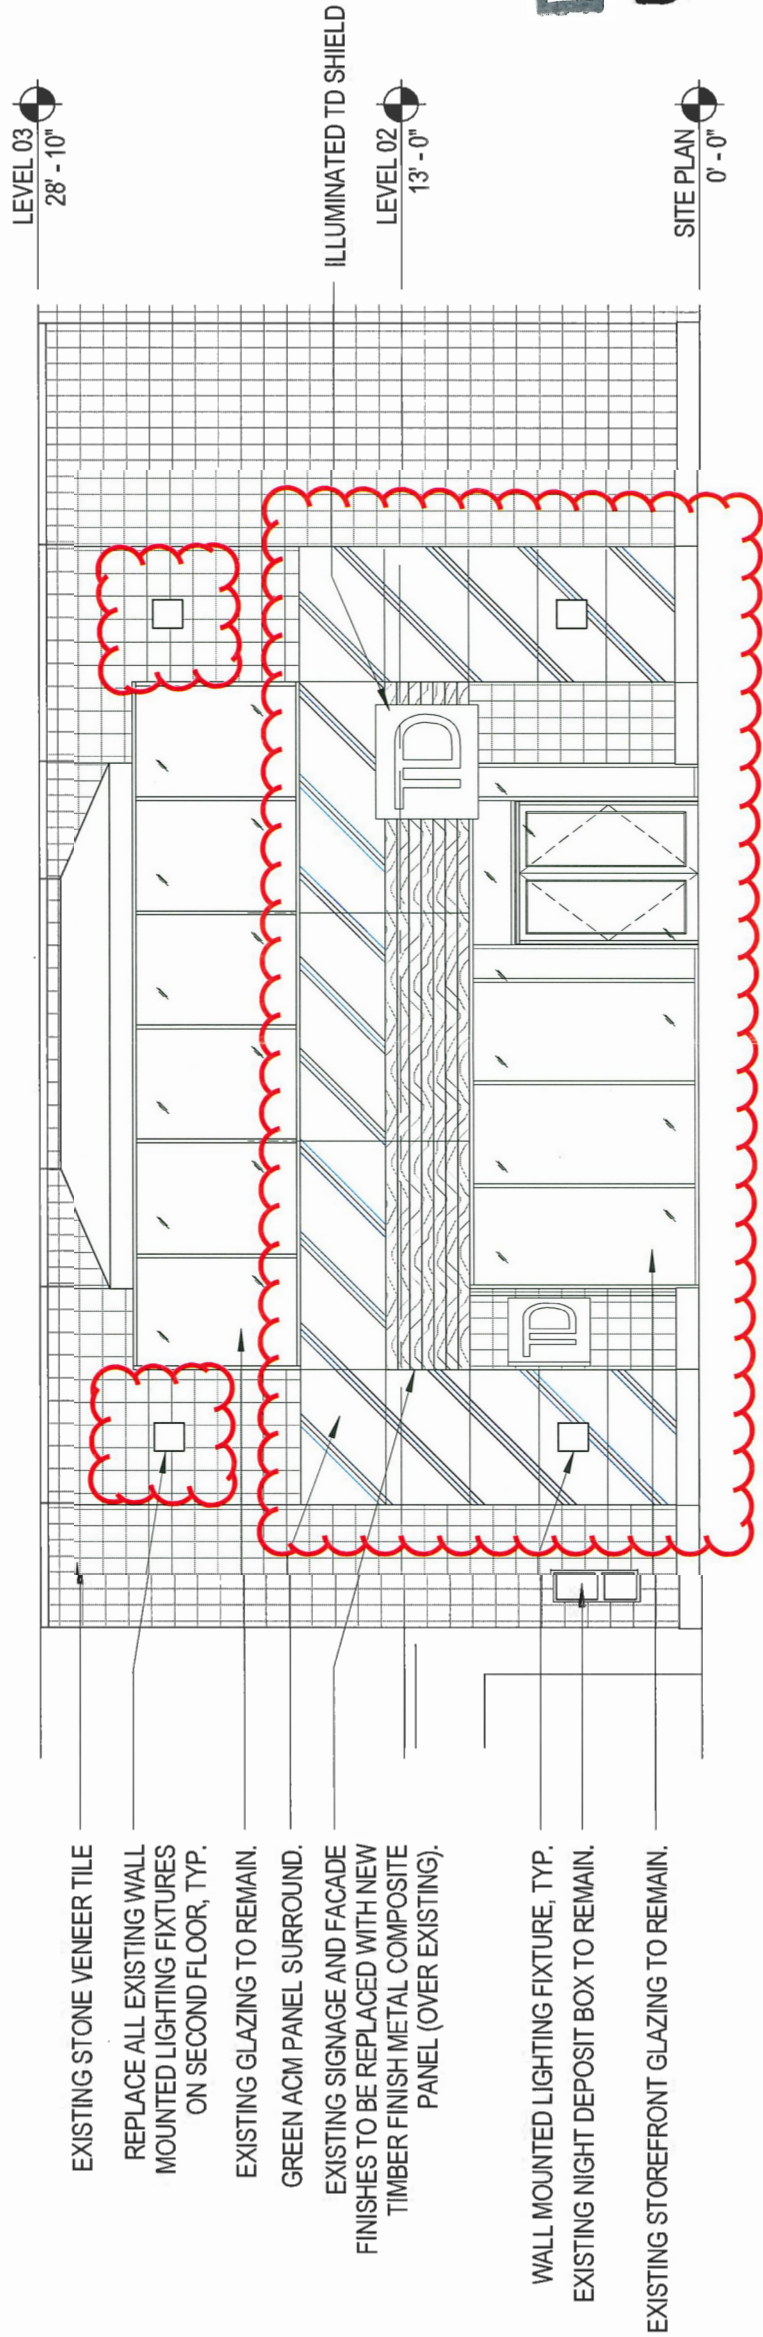 EXISTING STONE VENEER TILE
REPLACE ALL EXISTING WALL
MOUNTED LIGHTING FIXTURES
ON SECOND FLOOR, TYP.
EXISTING GLAZING TO REMAIN.
GREEN ACM PANEL SURROUND.
EXISTING SIGNAGE AND FACADE
FINISHES TO BE REPLACED WITH NEW
TIMBER FINISH METAL COMPOSITE
PANEL (OVER EXISTING).
WALL MOUNTED LIGHTING FIXTURE, TYP.
EXISTING NIGHT DEPOSIT BOX TO REMAIN.
EXISTING STOREFRONT GLAZING TO REMAIN.
TD
TD
LEVEL 03
28' - 10"
ILLUMINATED TD SHIELD
LEVEL 02
13' - 0"
SITE PLAN
0' - 0"